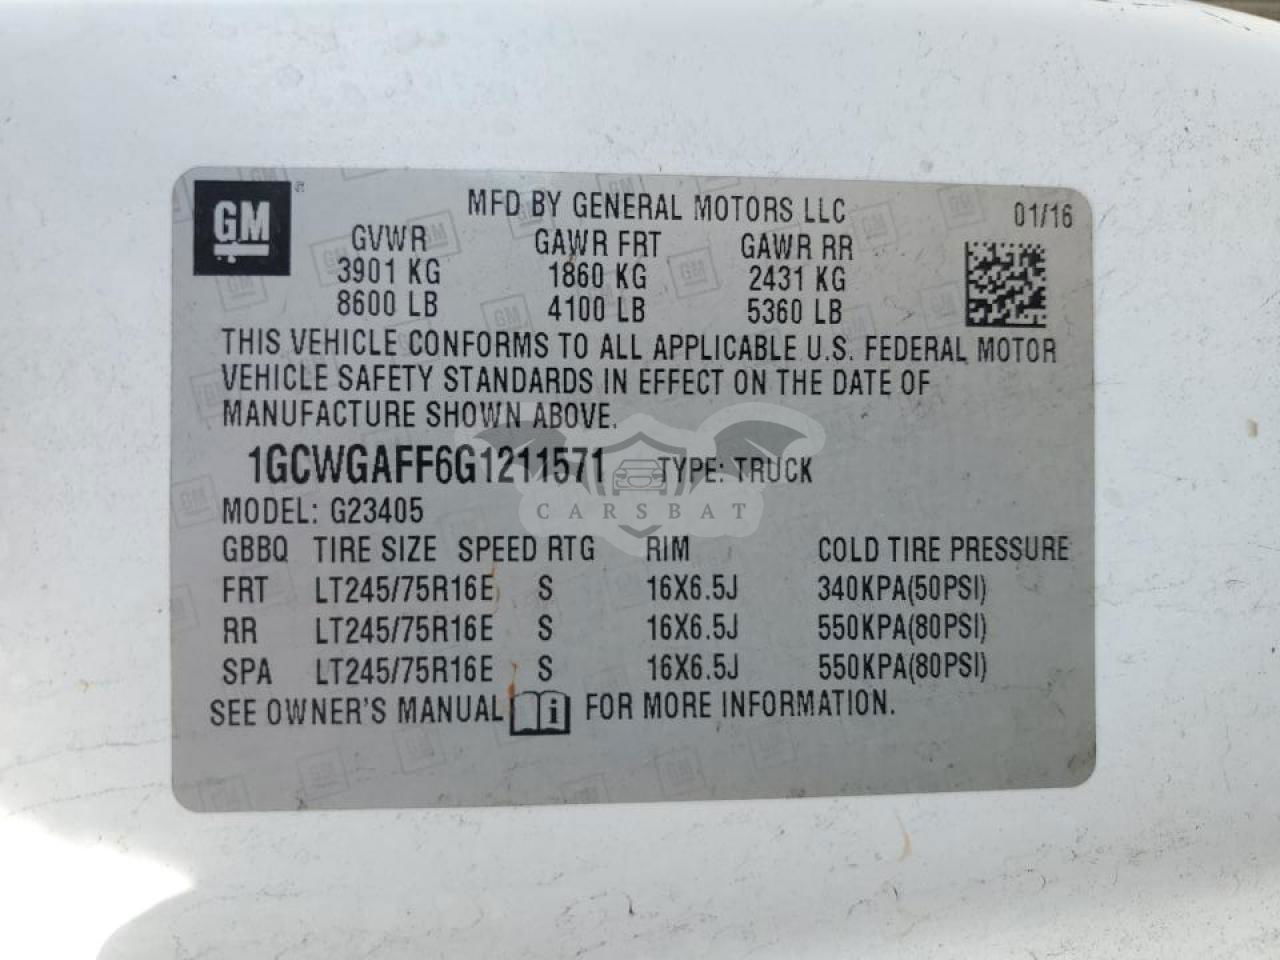 GM
MFD BY GENERAL MOTORS LLC 01/16
GVWR GAWR FRT GAWR RR
3901 KG 1860 KG 2431 KG
8600 LB 4100 LB 5360 LB
THIS VEHICLE CONFORMS TO ALL APPLICABLE U.S. FEDERAL MOTOR
VEHICLE SAFETY STANDARDS IN EFFECT ON THE DATE OF
MANUFACTURE SHOWN ABOVE.
1GCWGAFF6G1211571 TYPE: TRUCK
CARSBAT
MODEL: G23405
GBBQ TIRE SIZE SPEED RTG RIM COLD TIRE PRESSURE
FRT LT245/75R16E S 16X6.5J 340KPA(50PSI)
RR LT245/75R16E S 16X6.5J 550KPA(80PSI)
SPA LT245/75R16E S 16X6.5J 550KPA(80PSI)
SEE OWNER'S MANUAL i FOR MORE INFORMATION.